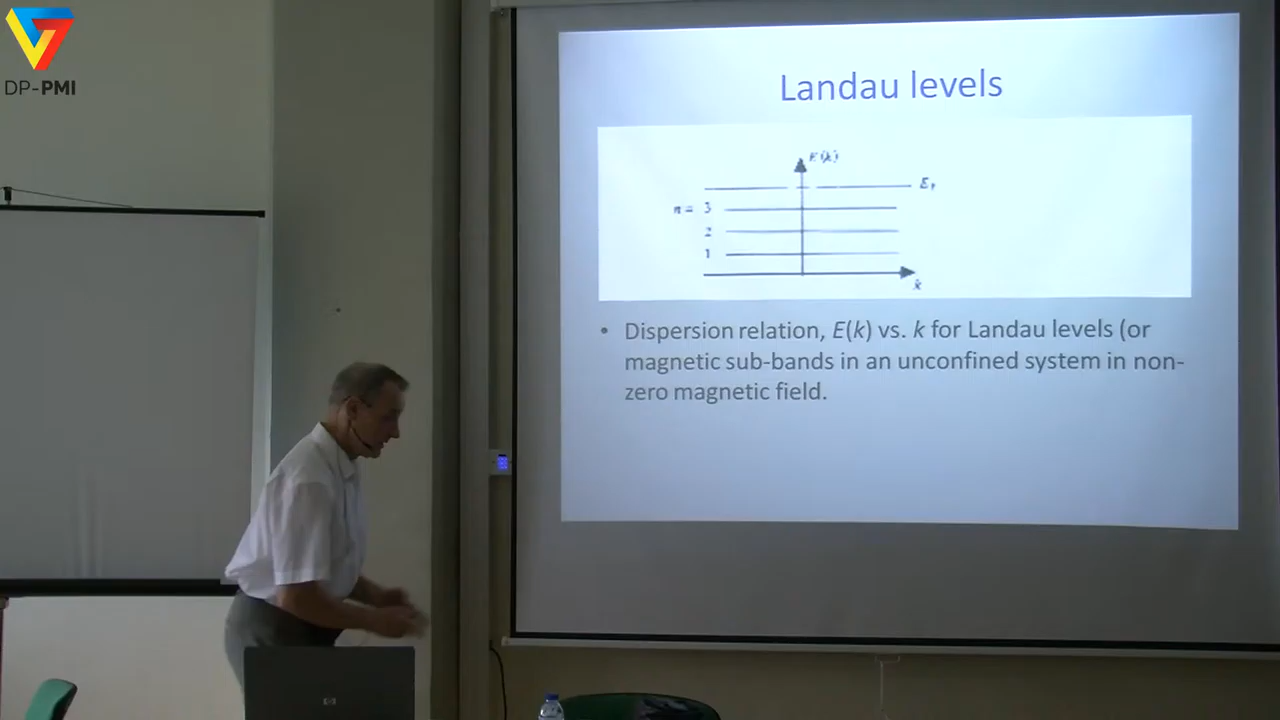 DP-PMI
Landau levels
E(k)
E_F
n = 3
2
1
k
• Dispersion relation, E(k) vs. k for Landau levels (or
magnetic sub-bands in an unconfined system in non-
zero magnetic field.
hp